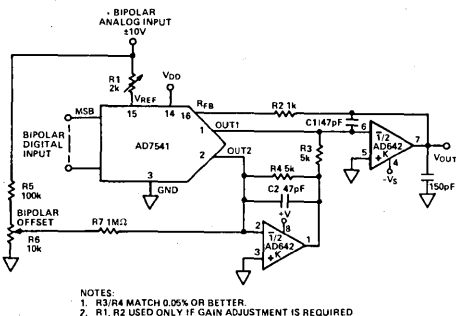 · BIPOLAR
ANALOG INPUT
±10V
R1
2k
VDD
VREF
RFB
15
14
16
MSB
BIPOLAR
DIGITAL
INPUT
AD7541
1
OUT1
2
OUT2
3
GND
R2 1k
C1 47pF
6
1/2
AD642
K
7
5
4
-VS
VOUT
150pF
R3
5k
R4 5k
C2 47pF
+V
8
2
1/2
AD642
K
1
3
R5
100k
BIPOLAR
OFFSET
R6
10k
R7 1MΩ
NOTES:
1. R3/R4 MATCH 0.05% OR BETTER.
2. R1, R2 USED ONLY IF GAIN ADJUSTMENT IS REQUIRED